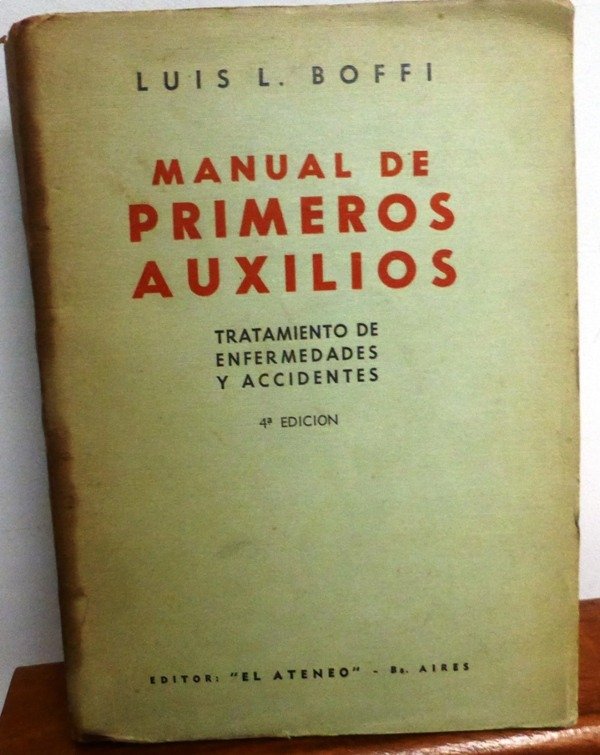 LUIS L. BOFFI
MANUAL DE
PRIMEROS
AUXILIOS
TRATAMIENTO DE
ENFERMEDADES
Y ACCIDENTES
4ª EDICION
EDITOR: "EL ATENEO" - Bs. AIRES